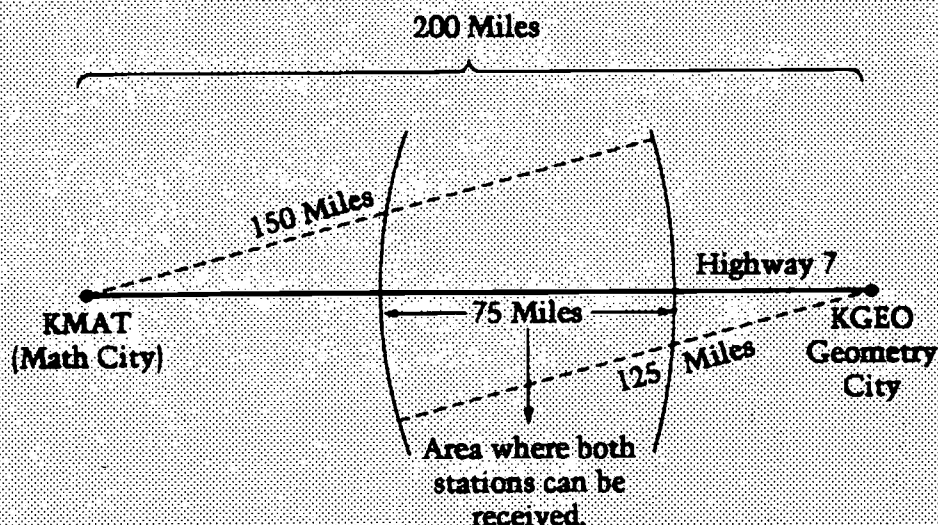 200 Miles
150 Miles
Highway 7
KMAT
(Math City)
75 Miles
KGEO
Geometry
City
125 Miles
Area where both
stations can be
received.